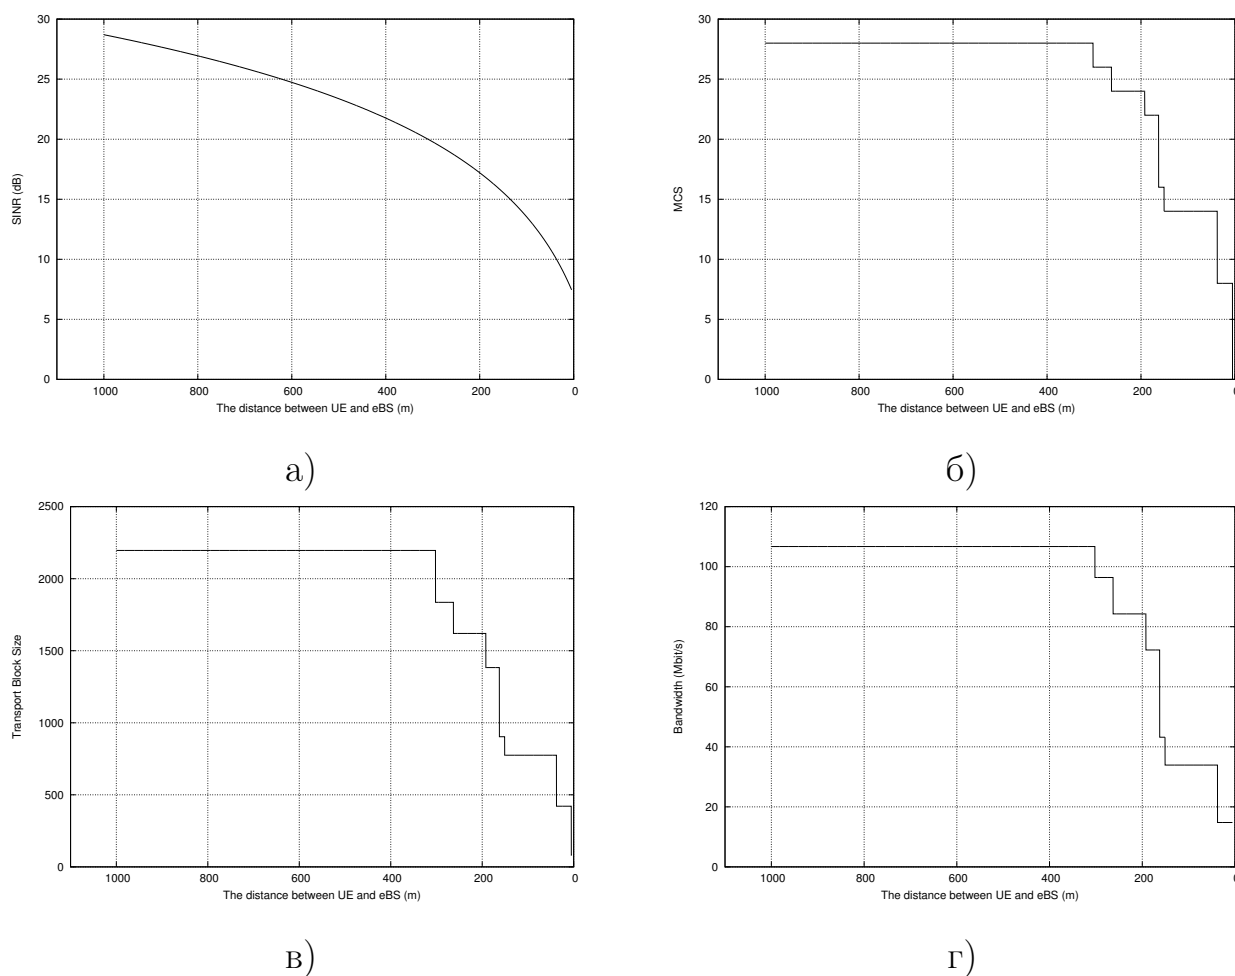 30
25
20
15
10
5
0
SINR (dB)
1000 800 600 400 200 0
The distance between UE and eBS (m)
а)
30
25
20
15
10
5
0
MCS
1000 800 600 400 200 0
The distance between UE and eBS (m)
б)
2500
2000
1500
1000
500
0
Transport Block Size
1000 800 600 400 200 0
The distance between UE and eBS (m)
в)
120
100
80
60
40
20
0
Bandwidth (Mbit/s)
1000 800 600 400 200 0
The distance between UE and eBS (m)
г)